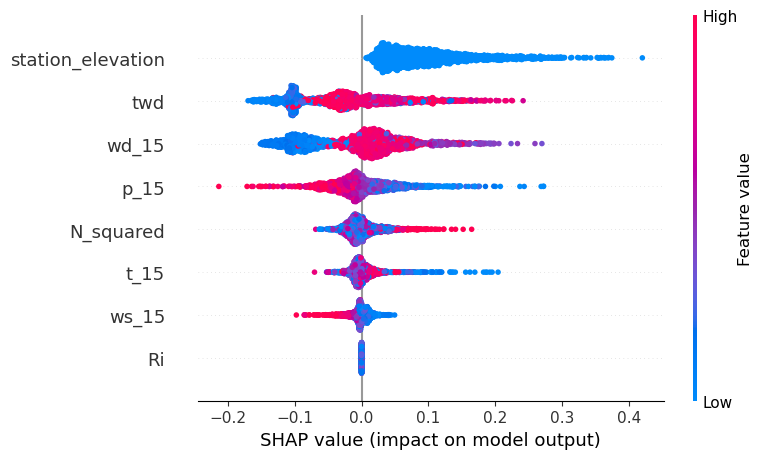 High
station_elevation
twd
wd_15
p_15
N_squared
t_15
ws_15
Ri
Feature value
Low
−0.2 −0.1 0.0 0.1 0.2 0.3 0.4
SHAP value (impact on model output)